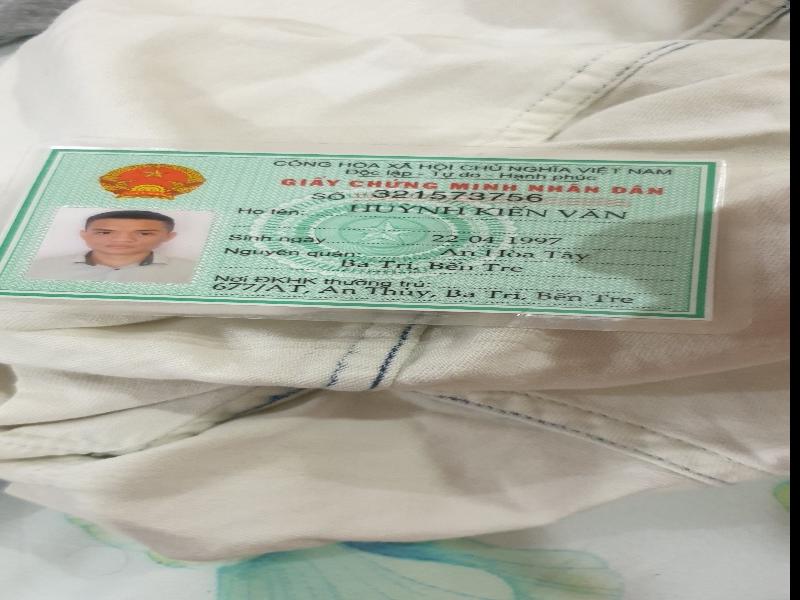 CỘNG HÒA XÃ HỘI CHỦ NGHĨA VIỆT NAM
Độc lập - Tự do - Hạnh phúc
GIẤY CHỨNG MINH NHÂN DÂN
SỐ 321573756
Họ tên: HUỲNH KIẾN VĂN
Sinh ngày 22-04-1997
Nguyên quán: An Hòa Tây
Ba Tri, Bến Tre
Nơi ĐKHK thường trú:
677/AT, An Thủy, Ba Tri, Bến Tre